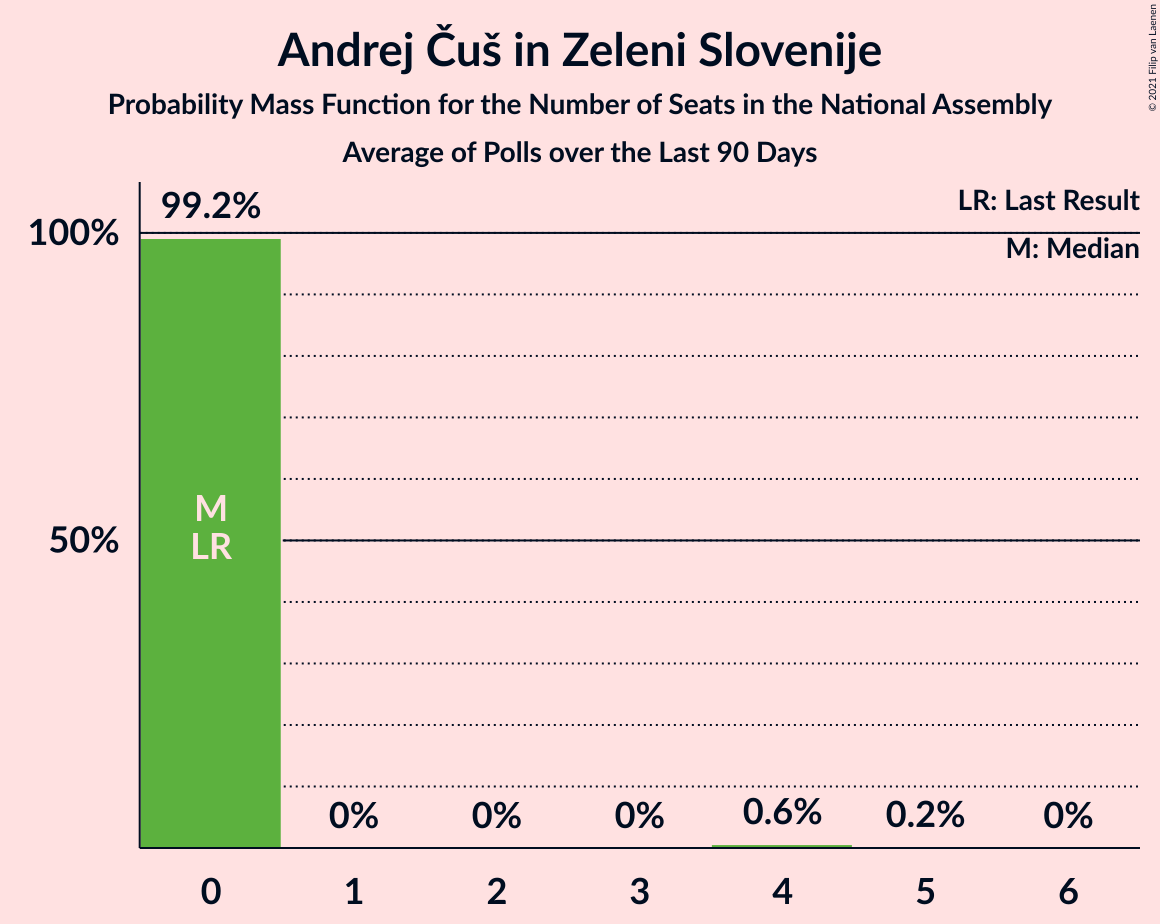 Andrej Čuš in Zeleni Slovenije
Probability Mass Function for the Number of Seats in the National Assembly
Average of Polls over the Last 90 Days
© 2021 Filip van Laenen
LR: Last Result
M: Median
99.2%
100%
50%
M
LR
0%
0%
0%
0.6%
0.2%
0%
0
1
2
3
4
5
6